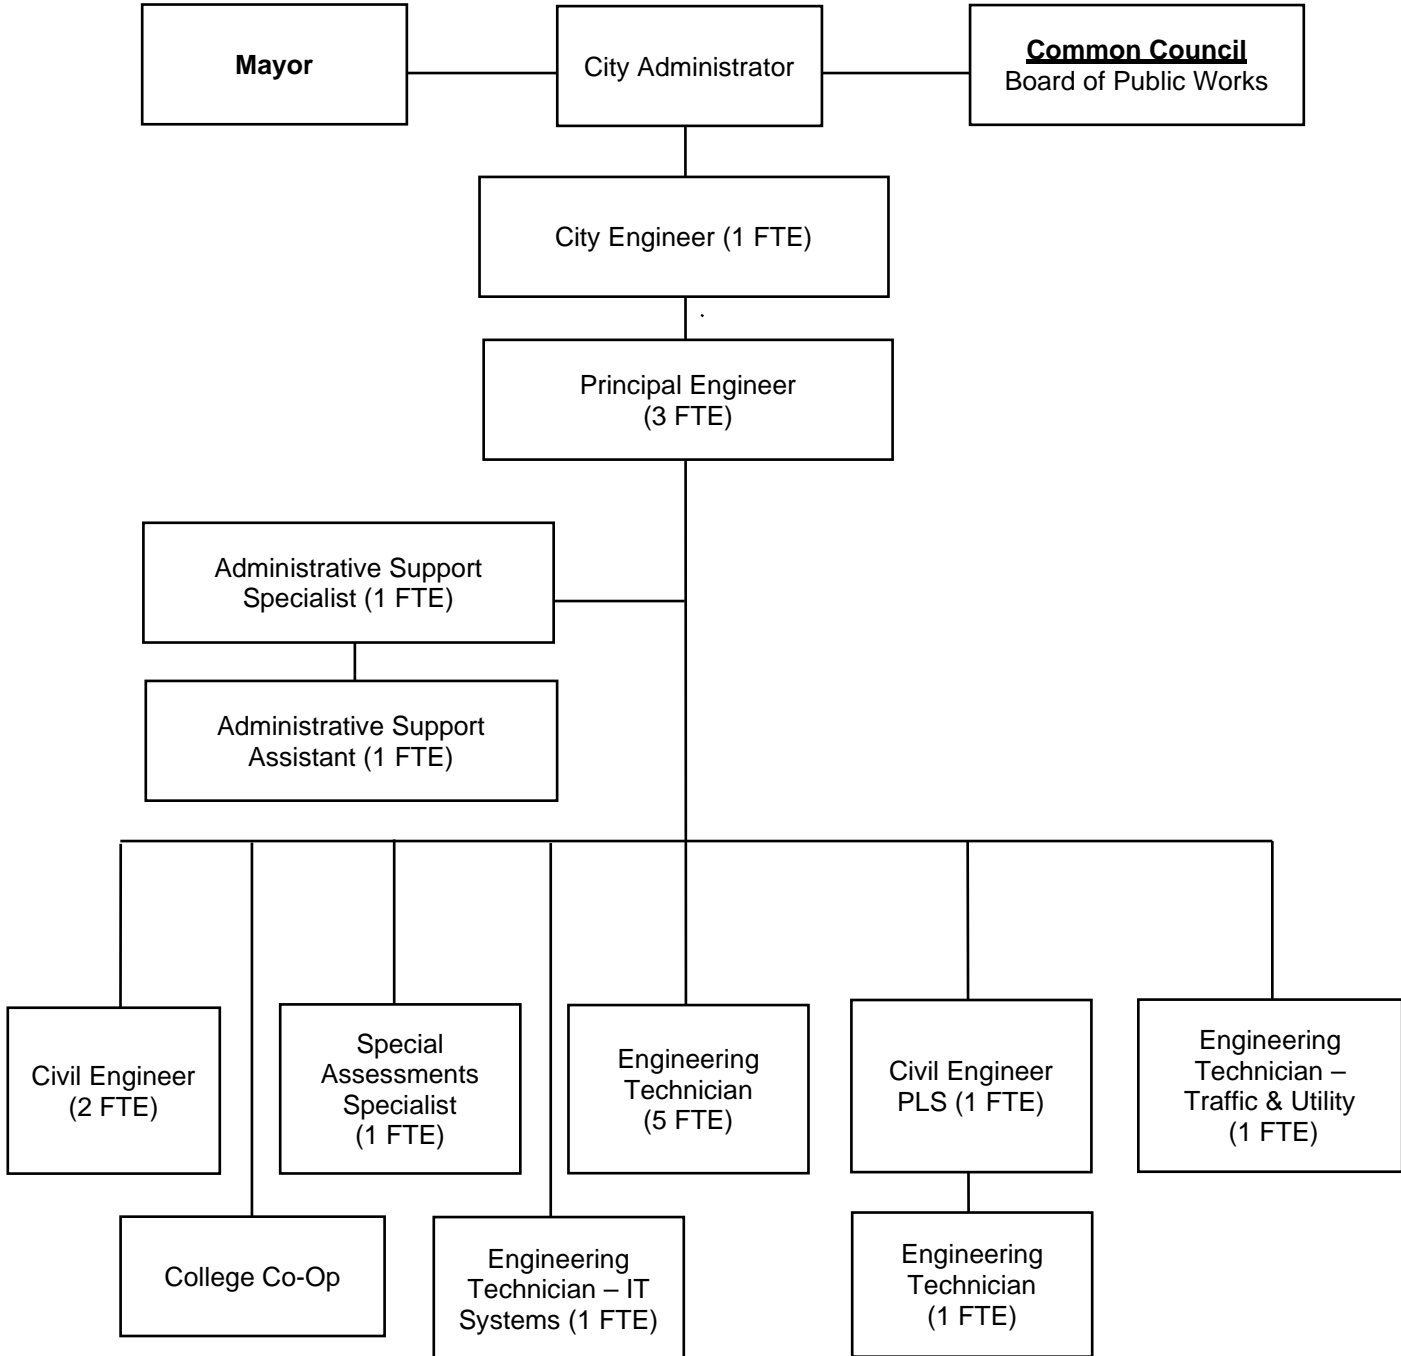 Mayor
City Administrator
Common Council
Board of Public Works
City Engineer (1 FTE)
.
Principal Engineer
(3 FTE)
Administrative Support
Specialist (1 FTE)
Administrative Support
Assistant (1 FTE)
Civil Engineer
(2 FTE)
Special
Assessments
Specialist
(1 FTE)
Engineering
Technician
(5 FTE)
Civil Engineer
PLS (1 FTE)
Engineering
Technician –
Traffic & Utility
(1 FTE)
College Co-Op
Engineering
Technician – IT
Systems (1 FTE)
Engineering
Technician
(1 FTE)